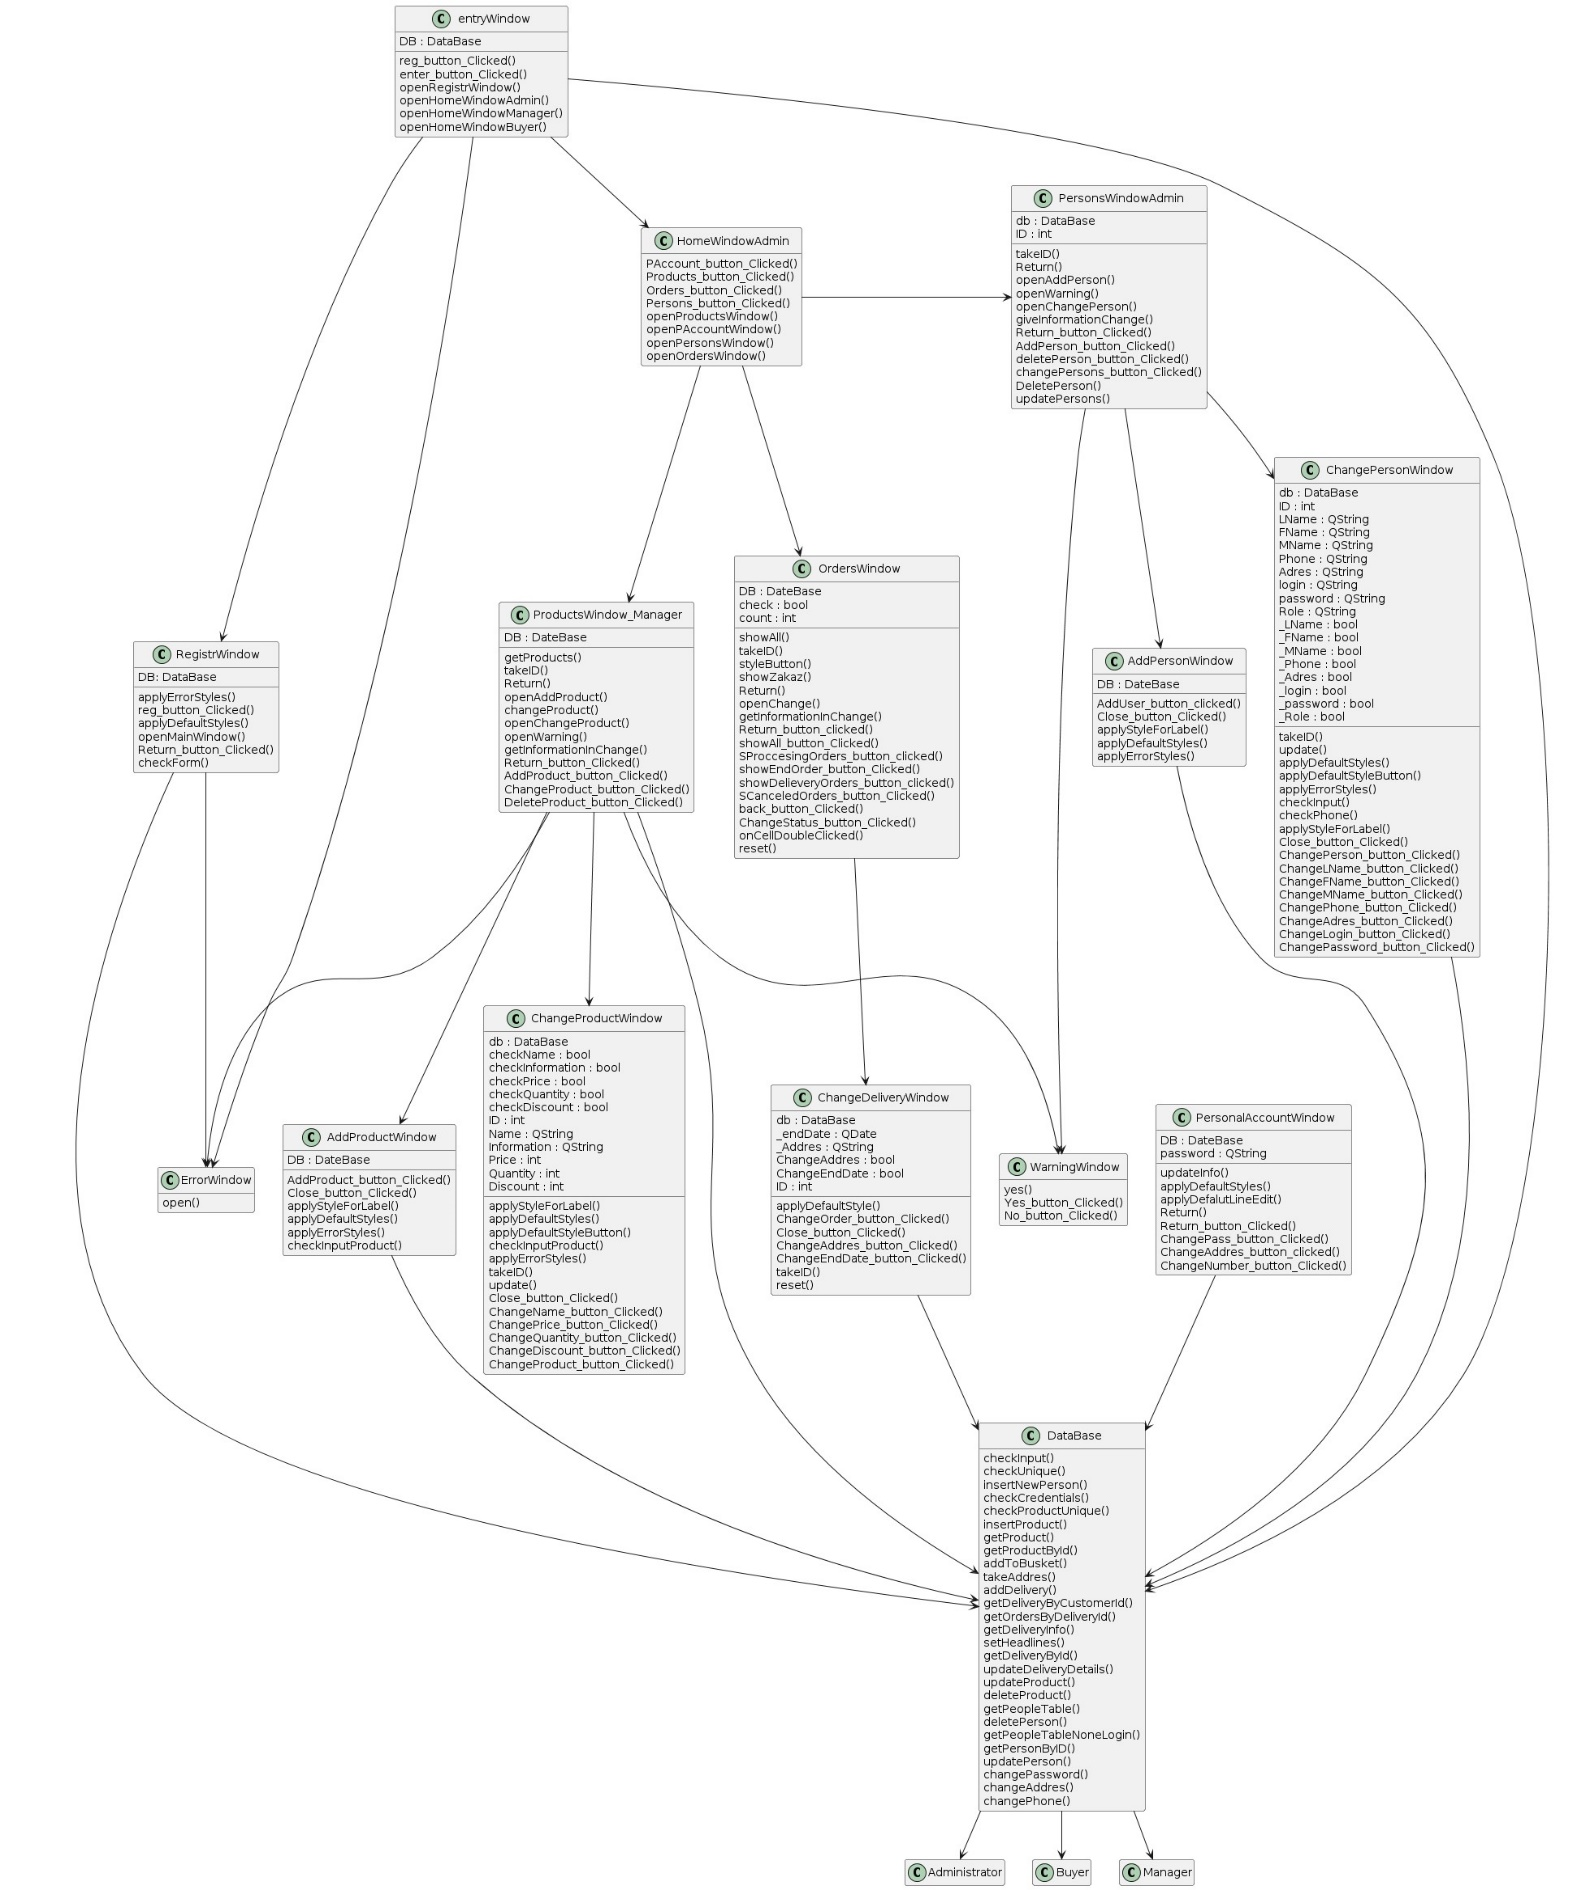 C entryWindow
DB : DataBase
reg_button_Clicked()
enter_button_Clicked()
openRegistrWindow()
openHomeWindowAdmin()
openHomeWindowManager()
openHomeWindowBuyer()
C PersonsWindowAdmin
db : DataBase
ID : int
takeID()
Return()
openAddPerson()
openWarning()
openChangePerson()
giveInformationChange()
Return_button_Clicked()
AddPerson_button_Clicked()
deletePerson_button_Clicked()
changePersons_button_Clicked()
DeletePerson()
updatePersons()
C HomeWindowAdmin
PAccount_button_Clicked()
Products_button_Clicked()
Orders_button_Clicked()
Persons_button_Clicked()
openProductsWindow()
openPAccountWindow()
openPersonsWindow()
openOrdersWindow()
C ChangePersonWindow
db : DataBase
ID : int
LName : QString
FName : QString
MName : QString
Phone : QString
Adres : QString
login : QString
password : QString
Role : QString
_LName : bool
_FName : bool
_MName : bool
_Phone : bool
_Adres : bool
_login : bool
_password : bool
_Role : bool
takeID()
update()
applyDefaultStyles()
applyDefaultStyleButton()
applyErrorStyles()
checkInput()
checkPhone()
applyStyleForLabel()
Close_button_Clicked()
ChangePerson_button_Clicked()
ChangeLName_button_Clicked()
ChangeFName_button_Clicked()
ChangeMName_button_Clicked()
ChangePhone_button_Clicked()
ChangeAdres_button_Clicked()
ChangeLogin_button_Clicked()
ChangePassword_button_Clicked()
C OrdersWindow
DB : DateBase
check : bool
count : int
showAll()
takeID()
styleButton()
showZakaz()
Return()
openChange()
getInformationInChange()
Return_button_clicked()
showAll_button_Clicked()
SProccesingOrders_button_clicked()
showEndOrder_button_Clicked()
showDelieveryOrders_button_clicked()
SCanceledOrders_button_Clicked()
back_button_Clicked()
ChangeStatus_button_Clicked()
onCellDoubleClicked()
reset()
C ProductsWindow_Manager
DB : DateBase
getProducts()
takeID()
Return()
openAddProduct()
changeProduct()
openChangeProduct()
openWarning()
getInformationInChange()
Return_button_Clicked()
AddProduct_button_Clicked()
ChangeProduct_button_Clicked()
DeleteProduct_button_Clicked()
C RegistrWindow
DB: DataBase
applyErrorStyles()
reg_button_Clicked()
applyDefaultStyles()
openMainWindow()
Return_button_Clicked()
checkForm()
C AddPersonWindow
DB : DateBase
AddUser_button_clicked()
Close_button_Clicked()
applyStyleForLabel()
applyDefaultStyles()
applyErrorStyles()
C ChangeProductWindow
db : DataBase
checkName : bool
checkInformation : bool
checkPrice : bool
checkQuantity : bool
checkDiscount : bool
ID : int
Name : QString
Information : QString
Price : int
Quantity : int
Discount : int
applyStyleForLabel()
applyDefaultStyles()
applyDefaultStyleButton()
checkInputProduct()
applyErrorStyles()
takeID()
update()
Close_button_Clicked()
ChangeName_button_Clicked()
ChangePrice_button_Clicked()
ChangeQuantity_button_Clicked()
ChangeDiscount_button_Clicked()
ChangeProduct_button_Clicked()
C ChangeDeliveryWindow
db : DataBase
_endDate : QDate
_Addres : QString
ChangeAddres : bool
ChangeEndDate : bool
ID : int
applyDefaultStyle()
ChangeOrder_button_Clicked()
Close_button_Clicked()
ChangeAddres_button_Clicked()
ChangeEndDate_button_Clicked()
takeID()
reset()
C PersonalAccountWindow
DB : DateBase
password : QString
updateInfo()
applyDefaultStyles()
applyDefalutLineEdit()
Return()
Return_button_Clicked()
ChangePass_button_Clicked()
ChangeAddres_button_clicked()
ChangeNumber_button_Clicked()
C AddProductWindow
DB : DateBase
AddProduct_button_Clicked()
Close_button_Clicked()
applyStyleForLabel()
applyDefaultStyles()
applyErrorStyles()
checkInputProduct()
C WarningWindow
yes()
Yes_button_Clicked()
No_button_Clicked()
C ErrorWindow
open()
C DataBase
checkInput()
checkUnique()
insertNewPerson()
checkCredentials()
checkProductUnique()
insertProduct()
getProduct()
getProductById()
addToBusket()
takeAddres()
addDelivery()
getDeliveryByCustomerId()
getOrdersByDeliveryId()
getDeliveryInfo()
setHeadlines()
getDeliveryById()
updateDeliveryDetails()
updateProduct()
deleteProduct()
getPeopleTable()
deletePerson()
getPeopleTableNoneLogin()
getPersonByID()
updatePerson()
changePassword()
changeAddres()
changePhone()
C Administrator
C Buyer
C Manager